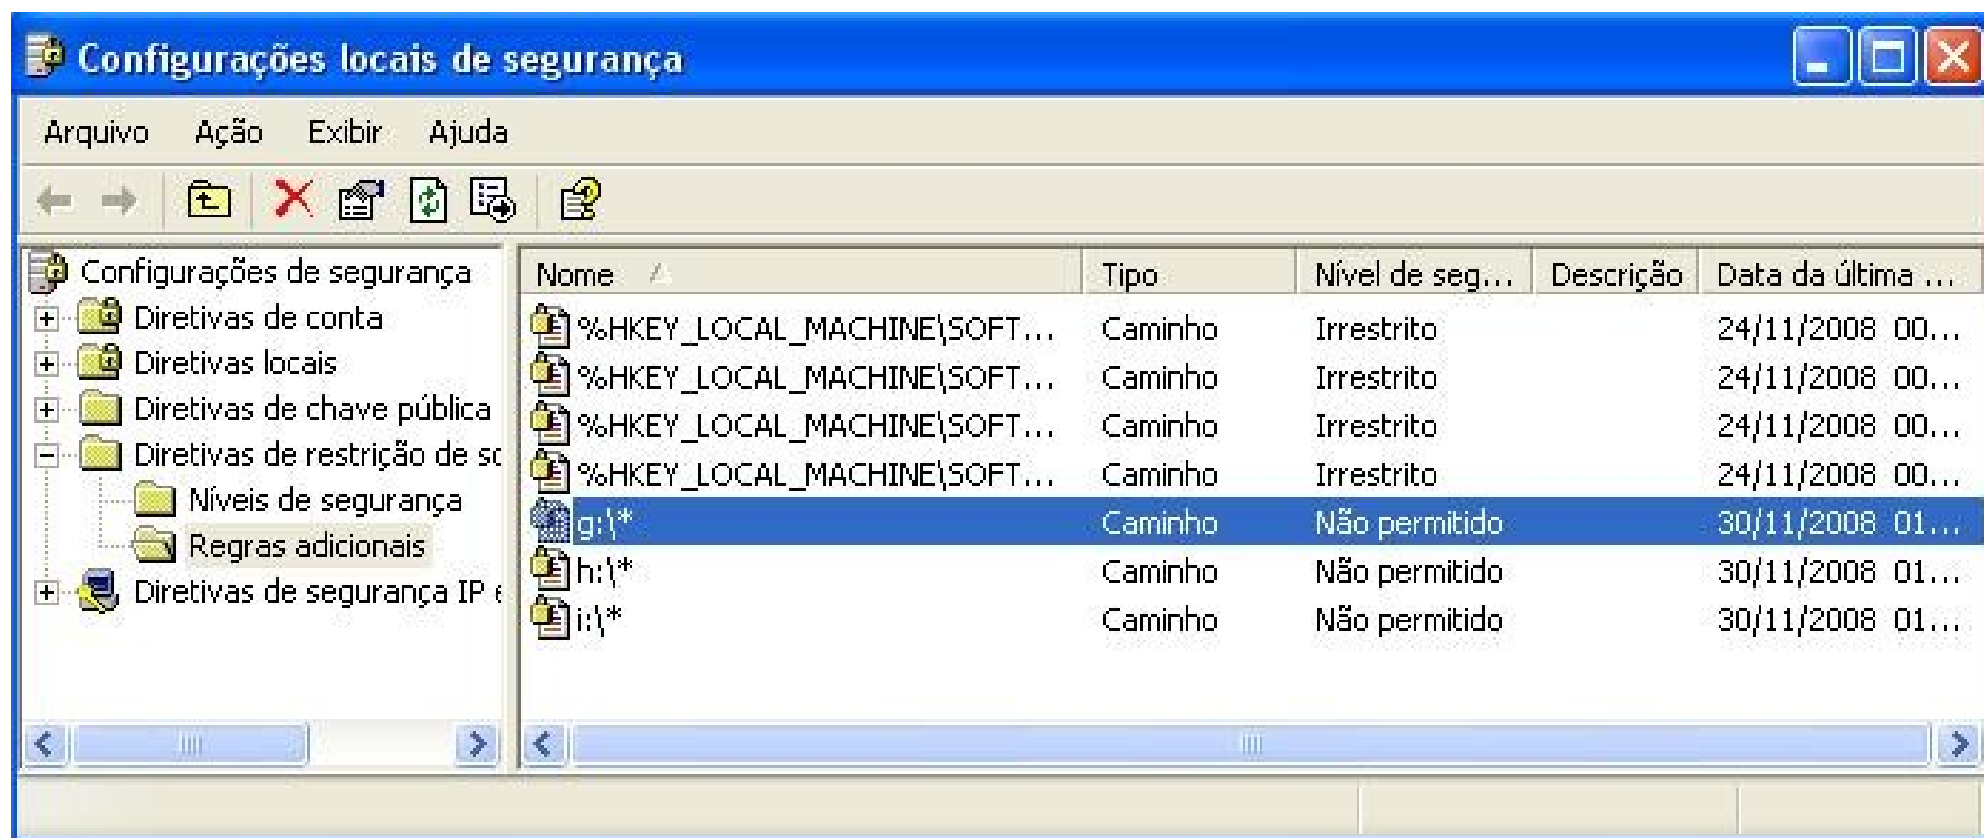 Configurações locais de segurança
Arquivo Ação Exibir Ajuda
Configurações de segurança
Diretivas de conta
Diretivas locais
Diretivas de chave pública
Diretivas de restrição de sc
Níveis de segurança
Regras adicionais
Diretivas de segurança IP e
Nome Tipo Nível de seg... Descrição Data da última ...
%HKEY_LOCAL_MACHINE\SOFT... Caminho Irrestrito 24/11/2008 00...
%HKEY_LOCAL_MACHINE\SOFT... Caminho Irrestrito 24/11/2008 00...
%HKEY_LOCAL_MACHINE\SOFT... Caminho Irrestrito 24/11/2008 00...
%HKEY_LOCAL_MACHINE\SOFT... Caminho Irrestrito 24/11/2008 00...
g:\* Caminho Não permitido 30/11/2008 01...
h:\* Caminho Não permitido 30/11/2008 01...
i:\* Caminho Não permitido 30/11/2008 01...